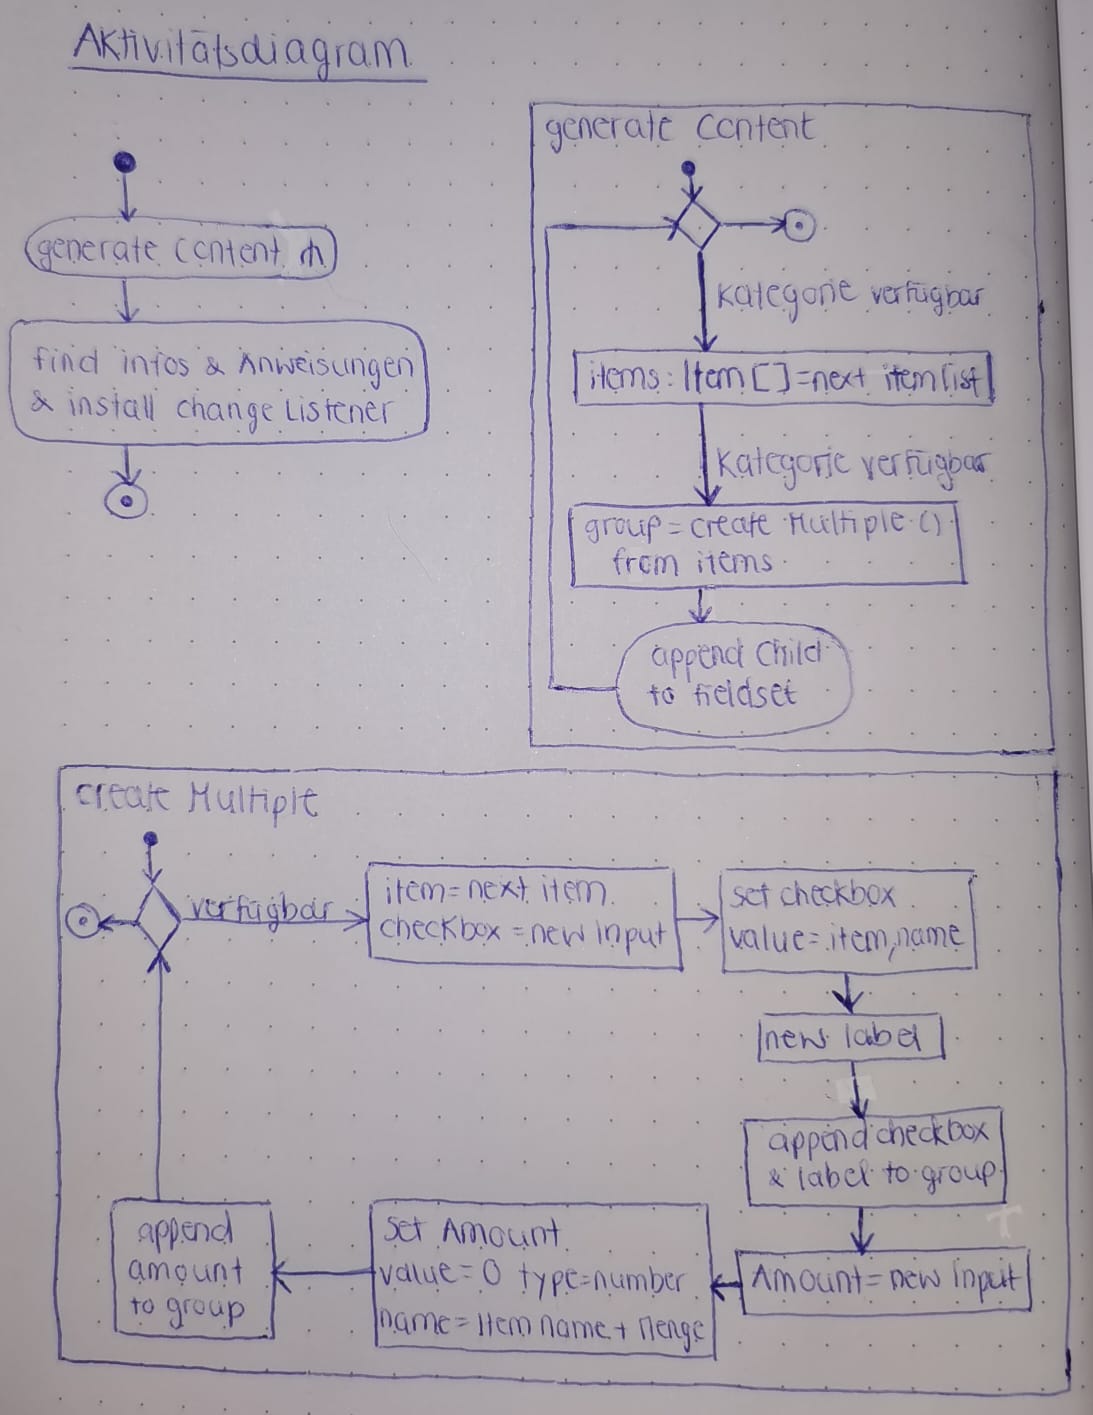 Aktivitätsdiagram
generate Content
generate Content
Kategorie verfügbar
find infos & Anweisungen
& install change Listener
items: Item[]=next item list
Kategorie verfügbar
group = create Multiple ()
from items
append Child
to fieldset
create Multiple
verfügbar
item = next item
checkbox = new input
set checkbox
value = item,name
new label
append checkbox
& label to group
Amount = new input
set Amount
value = 0 type=number
name = Item name + Menge
append
amount
to group